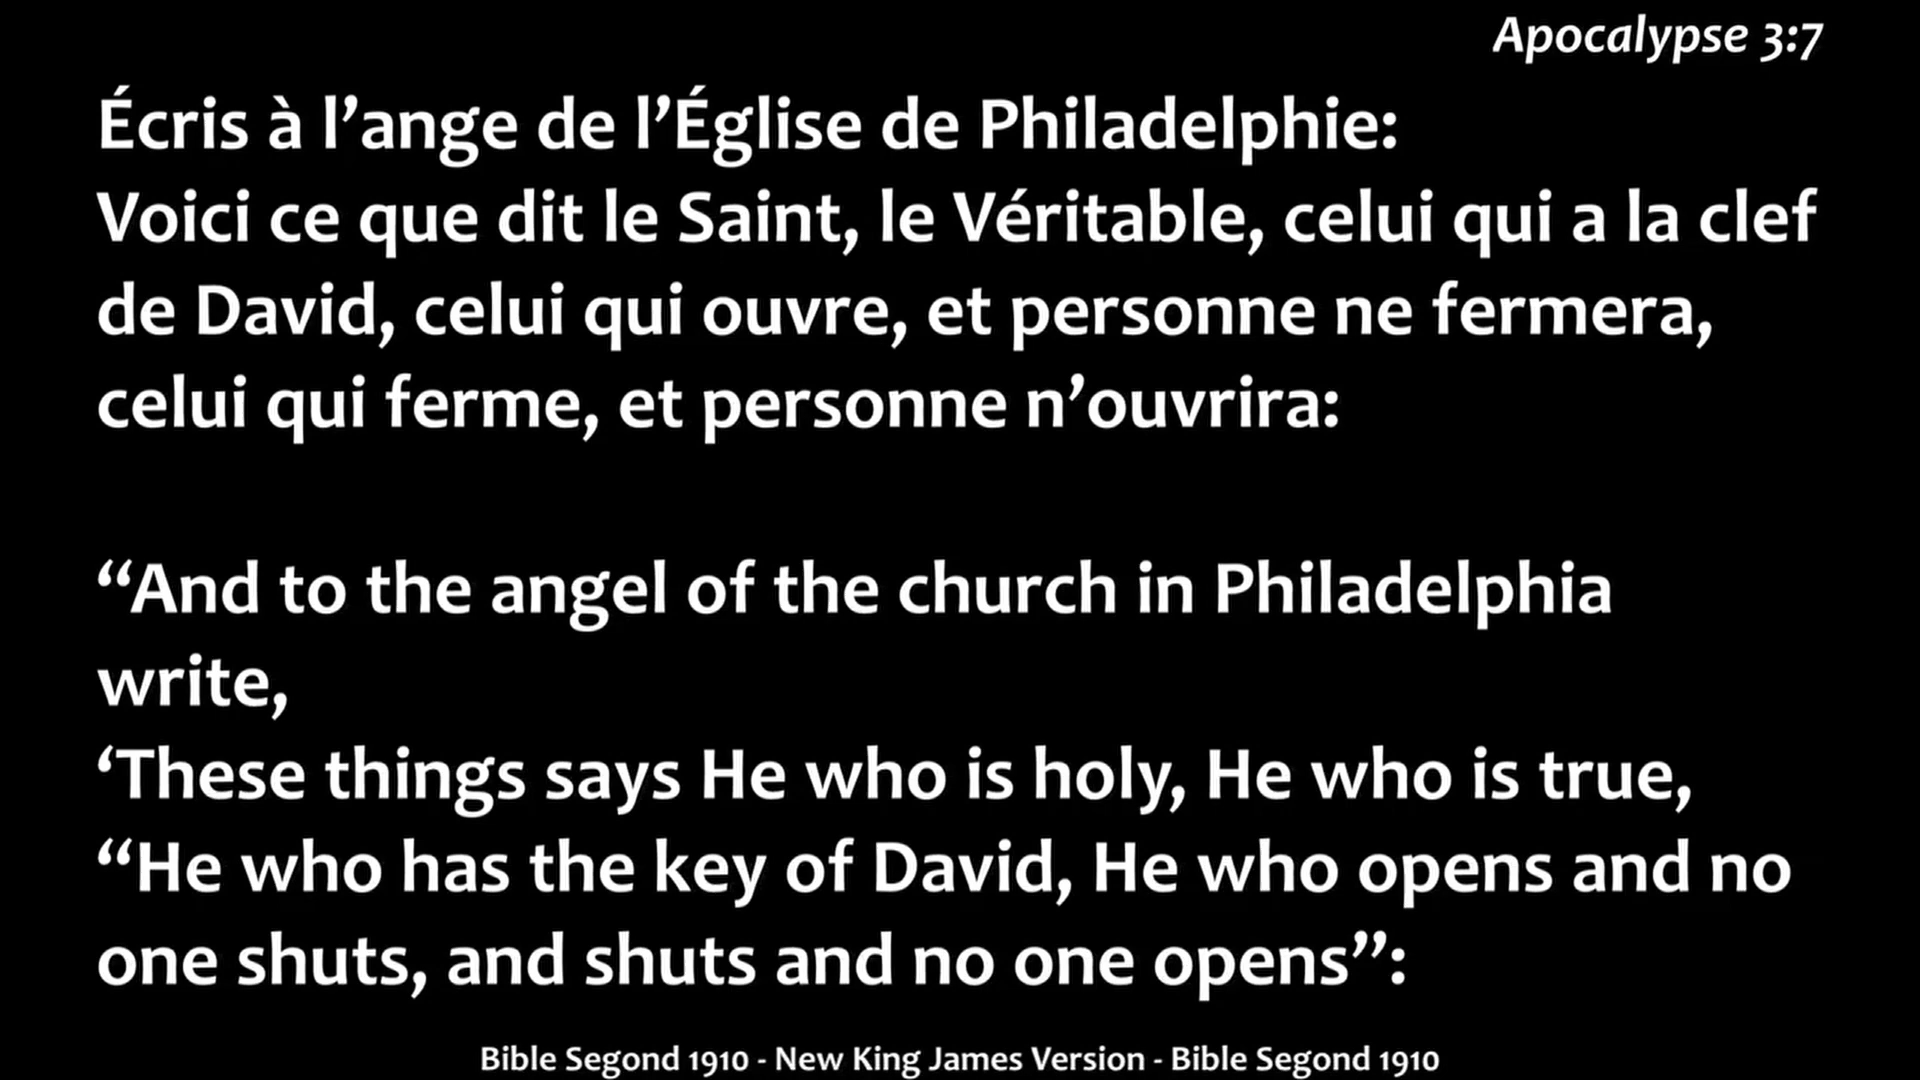 Apocalypse 3:7
Écris à l’ange de l’Église de Philadelphie:
Voici ce que dit le Saint, le Véritable, celui qui a la clef
de David, celui qui ouvre, et personne ne fermera,
celui qui ferme, et personne n’ouvrira:
“And to the angel of the church in Philadelphia
write,
‘These things says He who is holy, He who is true,
“He who has the key of David, He who opens and no
one shuts, and shuts and no one opens”:
Bible Segond 1910 - New King James Version - Bible Segond 1910